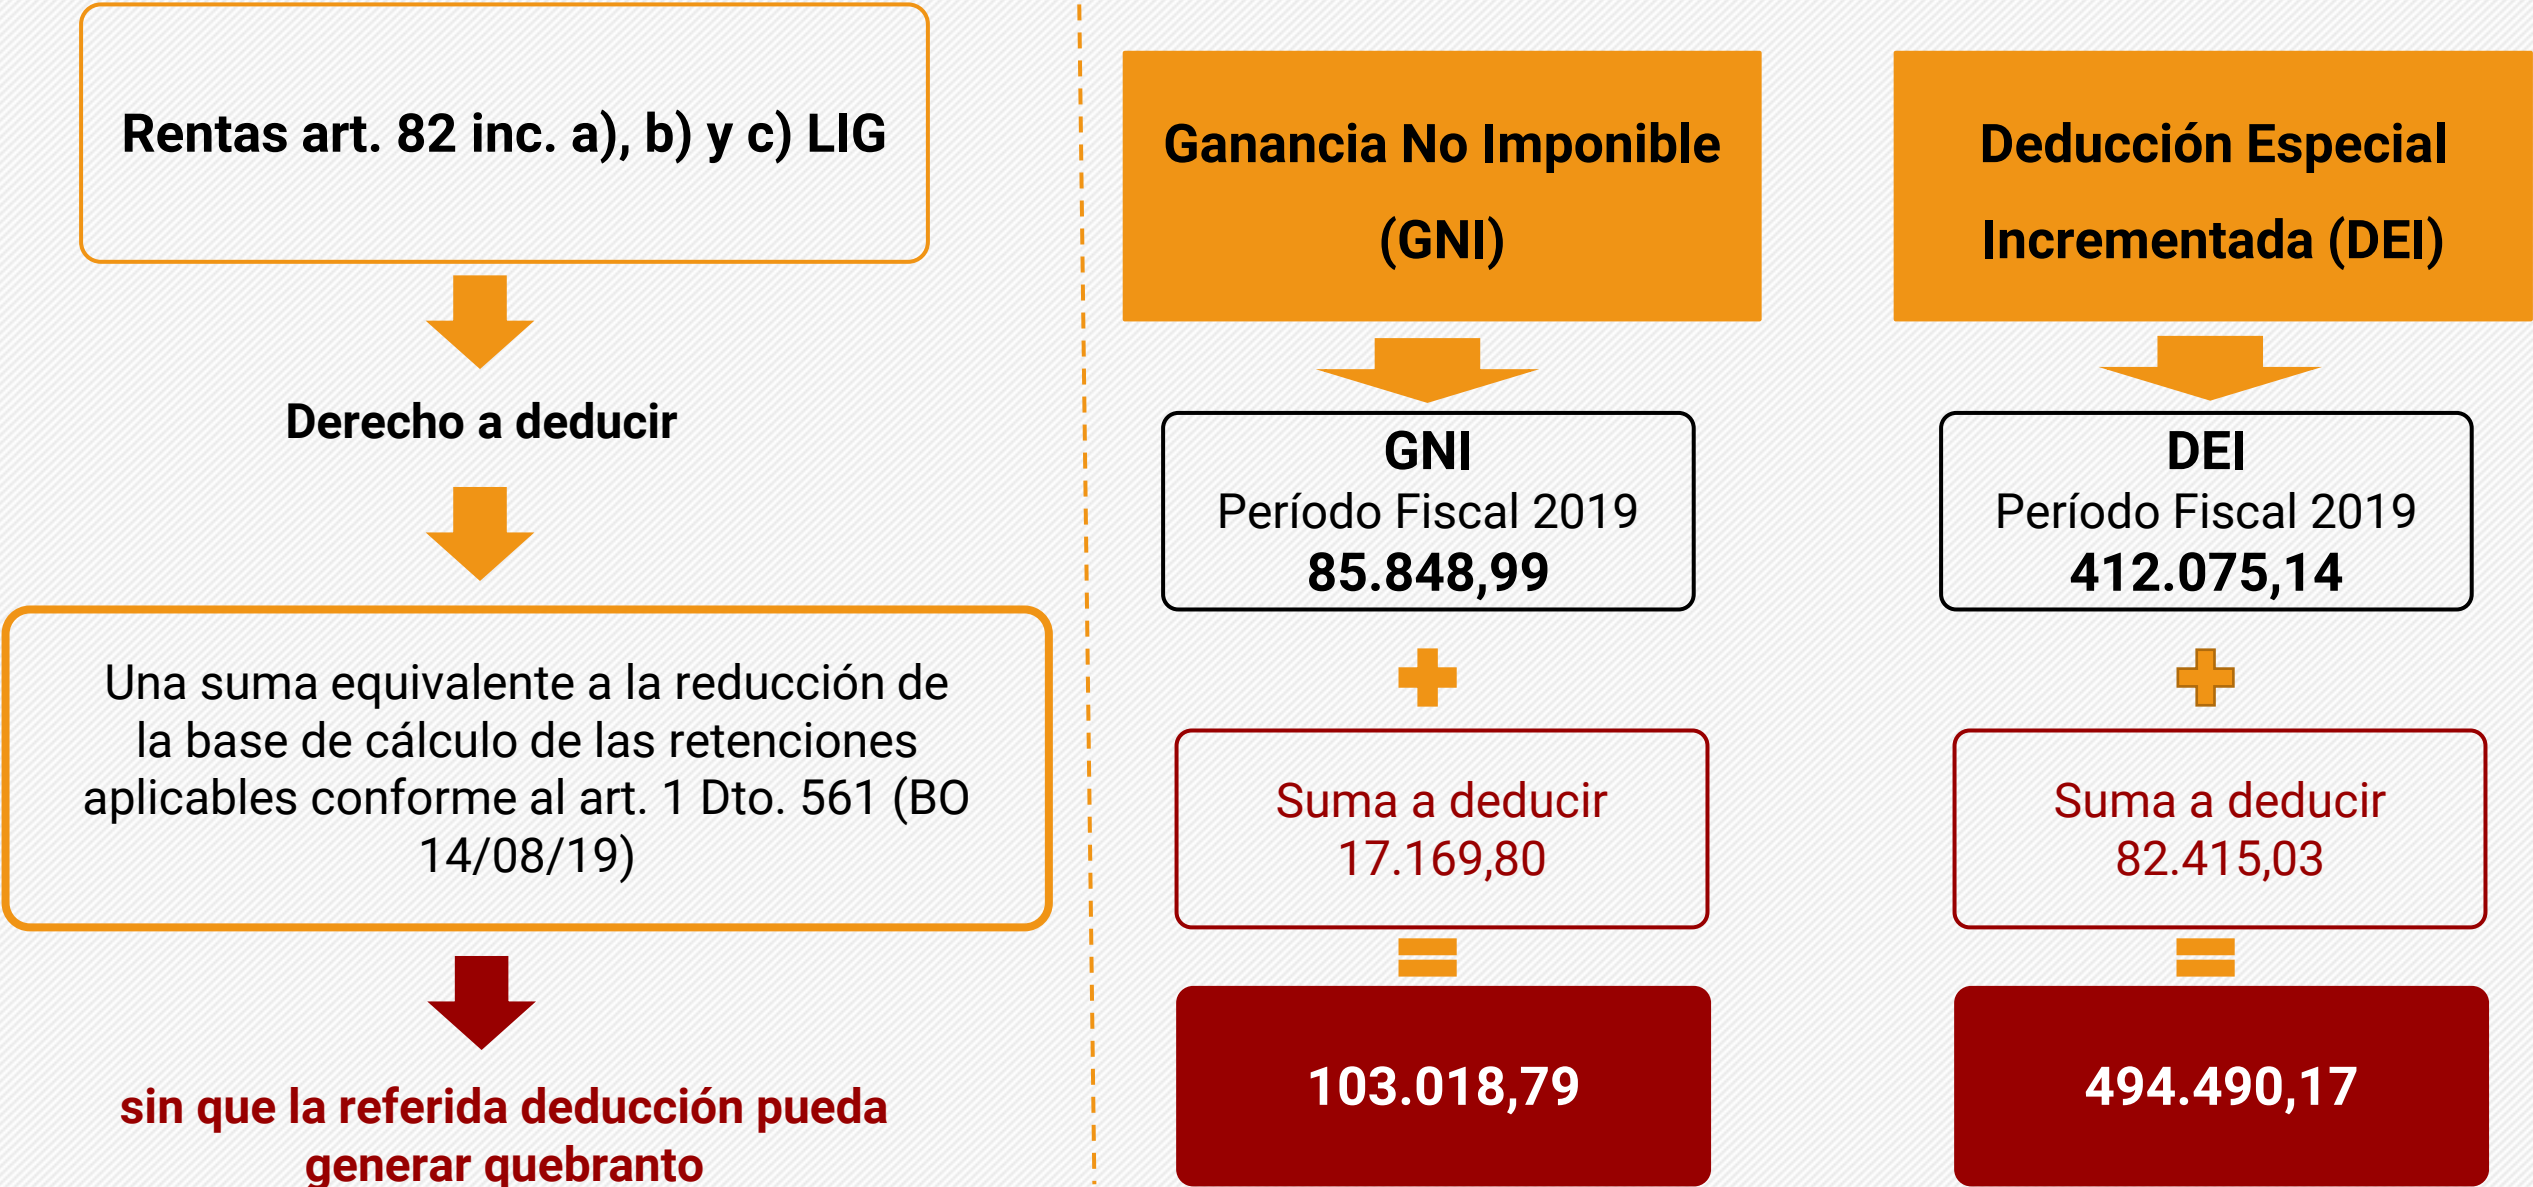 Rentas art. 82 inc. a), b) y c) LIG
Derecho a deducir
Una suma equivalente a la reducción de
la base de cálculo de las retenciones
aplicables conforme al art. 1 Dto. 561 (BO
14/08/19)
sin que la referida deducción pueda
generar quebranto
Ganancia No Imponible
(GNI)
GNI
Período Fiscal 2019
85.848,99
Suma a deducir
17.169,80
103.018,79
Deducción Especial
Incrementada (DEI)
DEI
Período Fiscal 2019
412.075,14
Suma a deducir
82.415,03
494.490,17